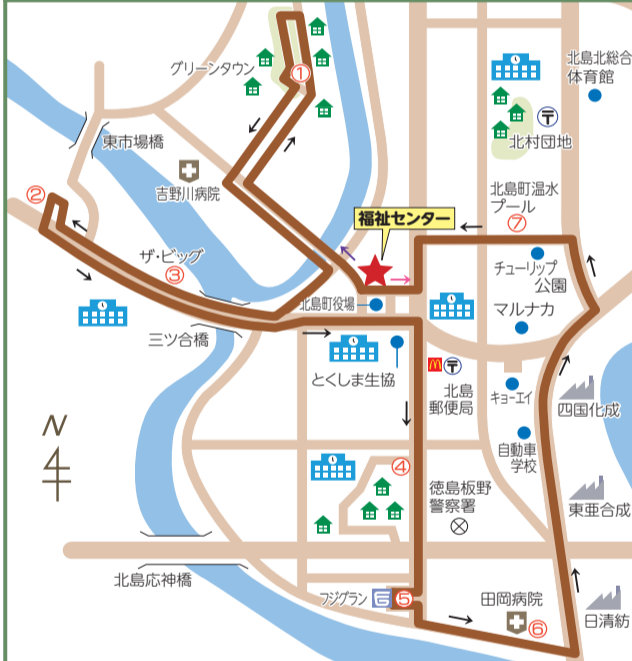 ①
グリーンタウン
北島北総合
体育館
〒
北村団地
東市場橋
吉野川病院
②
北島町温水
プール
⑦
福祉センター
ザ・ビッグ
③
チューリップ
公園
北島町役場
マルナカ
三ツ合橋
とくしま生協
M
〒
北島
郵便局
キョーエイ
四国化成
自動車
学校
N
④
徳島板野
警察署
東亜合成
北島応神橋
フジグラン
⑤
田岡病院
⑥
日清紡